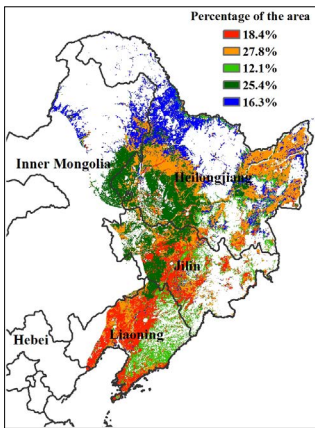 Percentage of the area
18.4%
27.8%
12.1%
25.4%
16.3%
Inner Mongolia
Heilongjiang
Jilin
Liaoning
Hebei